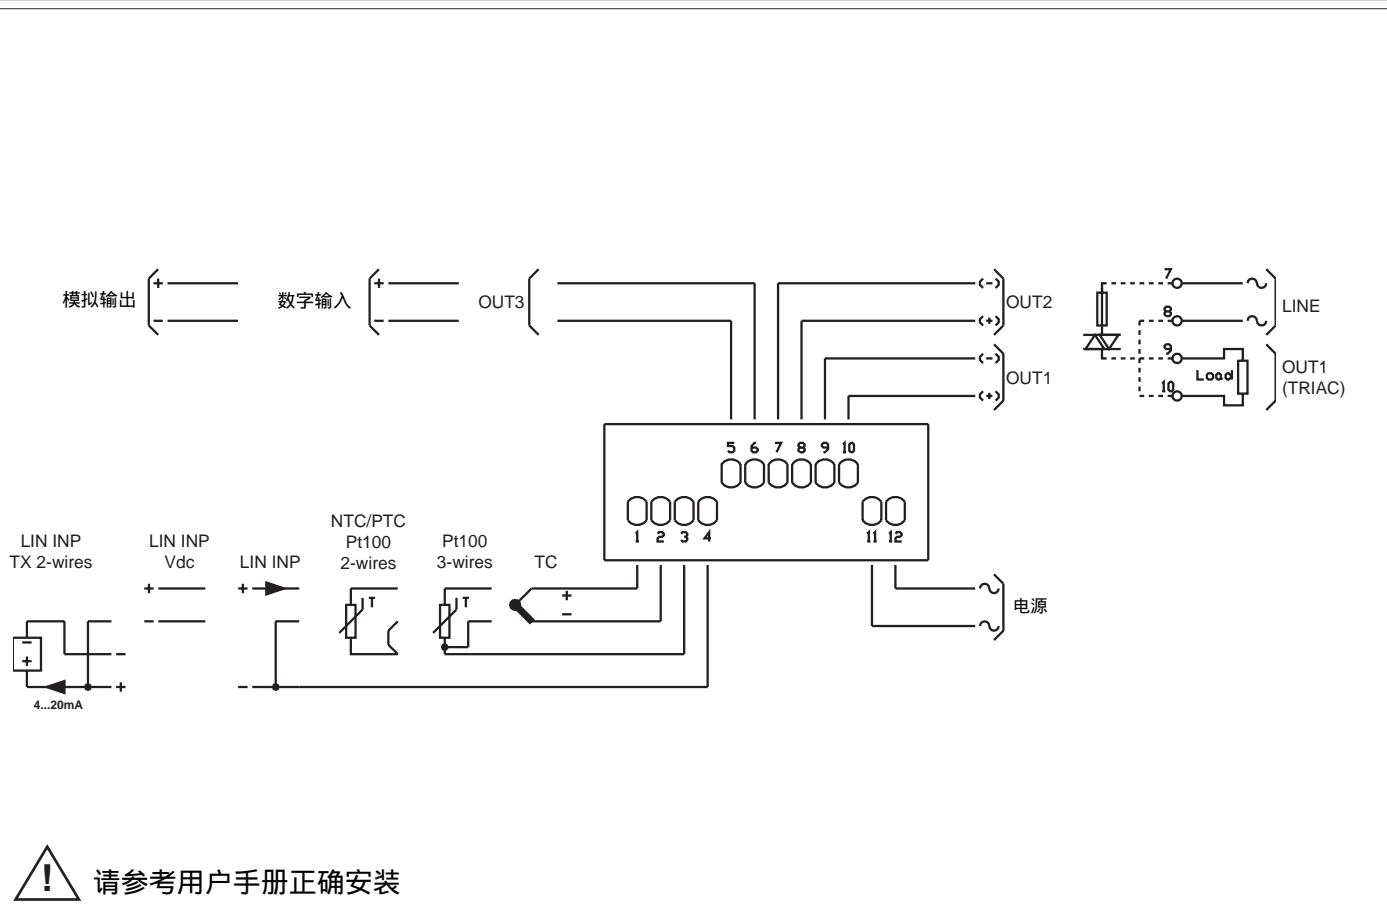 模拟输出
+
−
数字输入
+
−
OUT3
(-)
(+)
OUT2
(-)
(+)
OUT1
7
8
9
10
Load
LINE
OUT1
(TRIAC)
5 6 7 8 9 10
1 2 3 4
11 12
LIN INP
TX 2-wires
−
+
−
+
4...20mA
LIN INP
Vdc
+
−
LIN INP
+
−
NTC/PTC
Pt100
2-wires
T
Pt100
3-wires
T
TC
+
−
电源
!
请参考用户手册正确安装